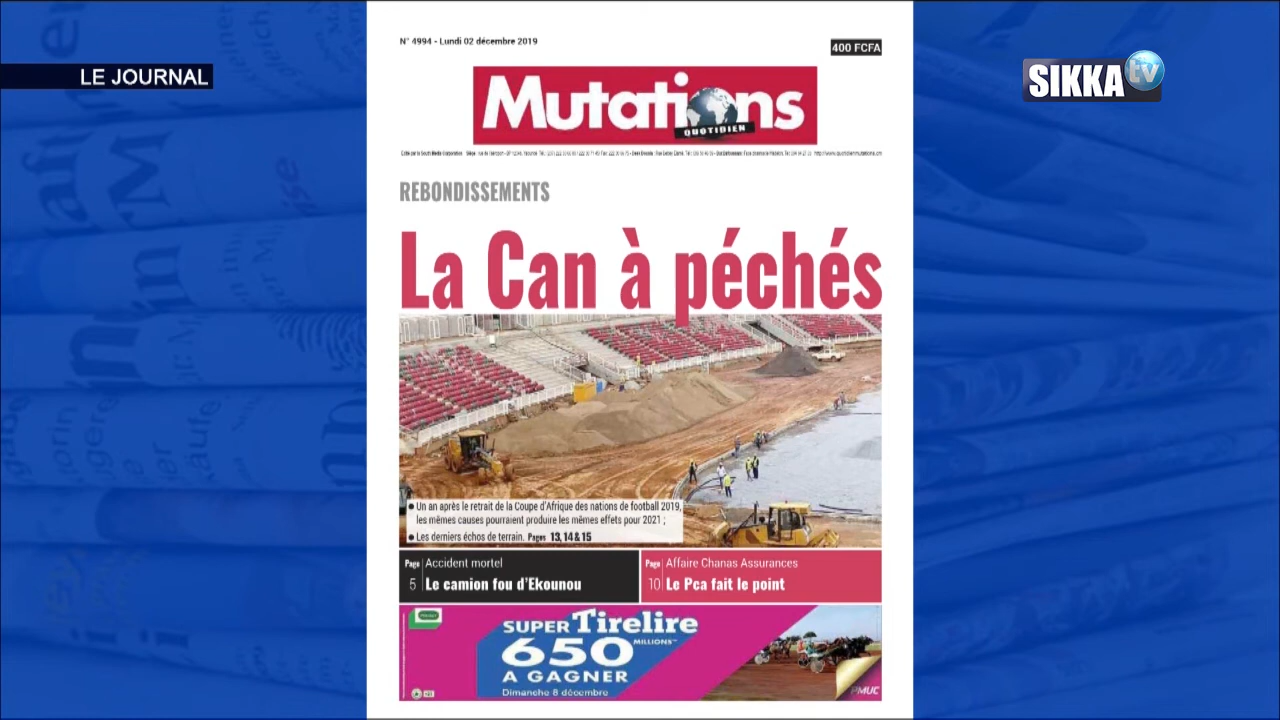 LE JOURNAL
SIKKA tv
N° 4994 - Lundi 02 décembre 2019
400 FCFA
Mutations
QUOTIDIEN
REBONDISSEMENTS
La Can à péchés
● Un an après le retrait de la Coupe d'Afrique des nations de football 2019,
les mêmes causes pourraient produire les mêmes effets pour 2021 ;
● Les derniers échos de terrain. Pages 13, 14 & 15
Page 5 Accident mortel
Le camion fou d'Ekounou
Page 10 Affaire Chanas Assurances
Le Pca fait le point
SUPER Tirelire
650 MILLIONS
A GAGNER
Dimanche 8 décembre
PMUC